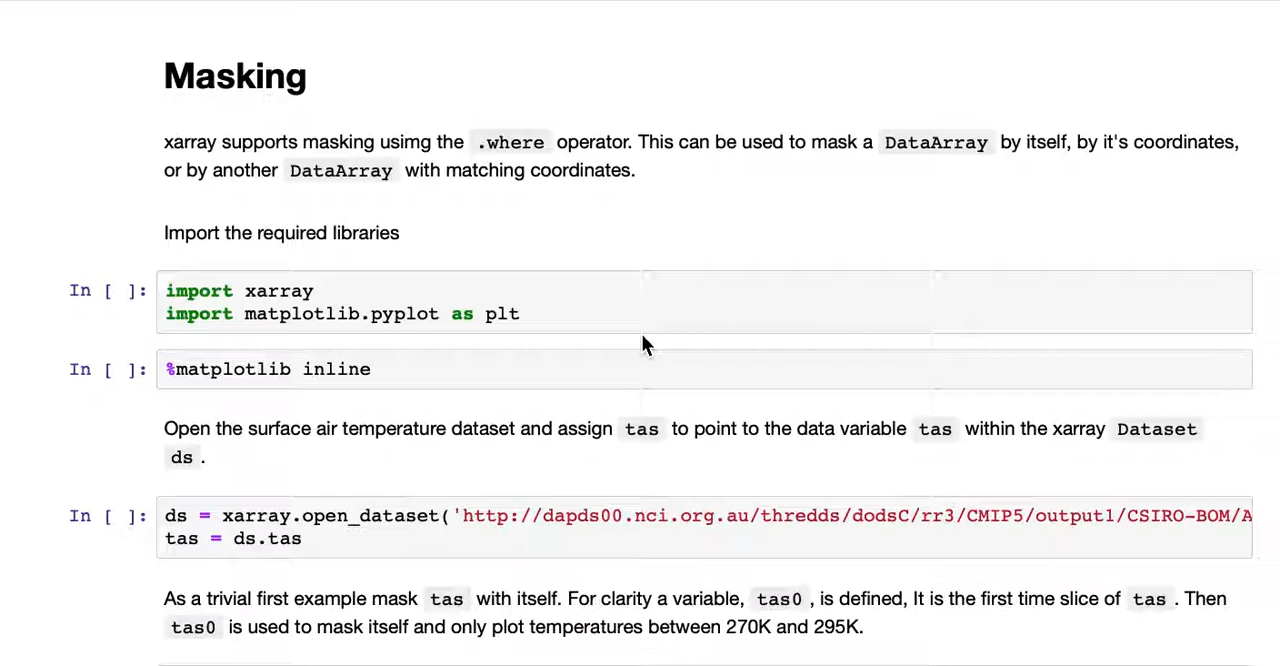 Masking
xarray supports masking usimg the .where operator. This can be used to mask a DataArray by itself, by it's coordinates,
or by another DataArray with matching coordinates.
Import the required libraries
In [ ]: import xarray
import matplotlib.pyplot as plt
In [ ]: %matplotlib inline
Open the surface air temperature dataset and assign tas to point to the data variable tas within the xarray Dataset
ds .
In [ ]: ds = xarray.open_dataset('http://dapds00.nci.org.au/thredds/dodsC/rr3/CMIP5/output1/CSIRO-BOM/A
tas = ds.tas
As a trivial first example mask tas with itself. For clarity a variable, tas0 , is defined, It is the first time slice of tas . Then
tas0 is used to mask itself and only plot temperatures between 270K and 295K.